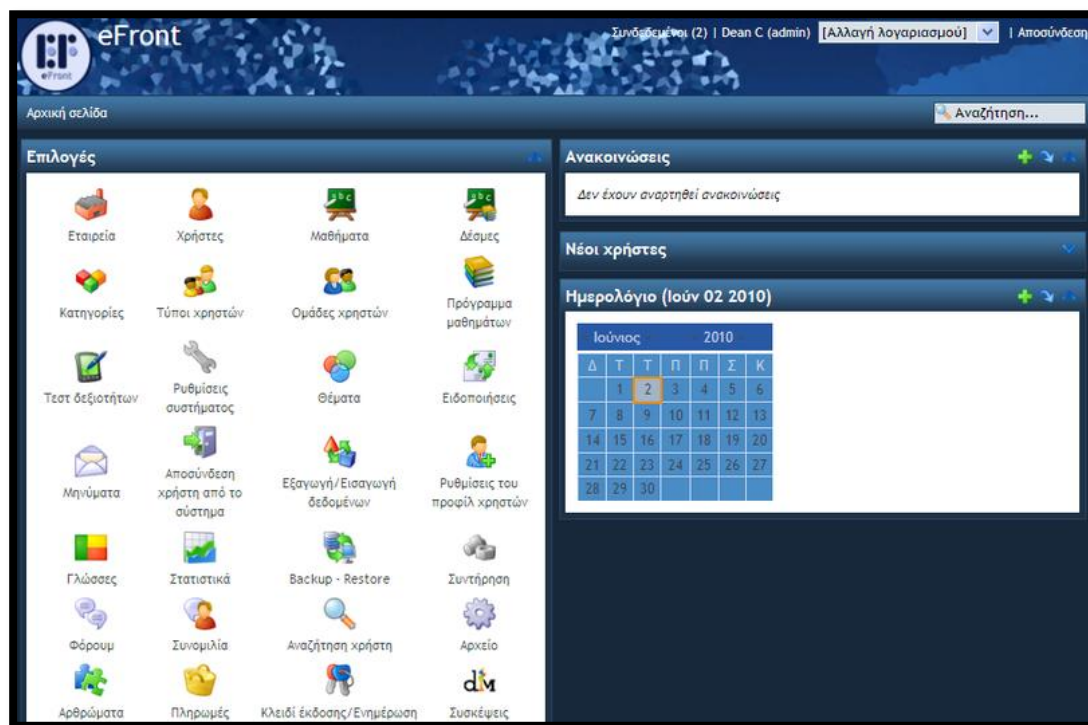 eFront
eFront
Συνδεδεμένοι (2) | Dean C (admin) [Αλλαγή λογαριασμού] | Αποσύνδεση
Αρχική σελίδα
Αναζήτηση...
Επιλογές
Εταιρεία
Χρήστες
Μαθήματα
Δέσμες
Κατηγορίες
Τύποι χρηστών
Ομάδες χρηστών
Πρόγραμμα
μαθημάτων
Τεστ δεξιοτήτων
Ρυθμίσεις
συστήματος
Θέματα
Ειδοποιήσεις
Μηνύματα
Αποσύνδεση
χρήστη από το
σύστημα
Εξαγωγή/Εισαγωγή
δεδομένων
Ρυθμίσεις του
προφίλ χρηστών
Γλώσσες
Στατιστικά
Backup - Restore
Συντήρηση
Φόρουμ
Συνομιλία
Αναζήτηση χρήστη
Αρχείο
Αρθρώματα
Πληρωμές
Κλειδί έκδοσης/Ενημέρωση
diM
Συσκέψεις
Ανακοινώσεις
Δεν έχουν αναρτηθεί ανακοινώσεις
Νέοι χρήστες
Ημερολόγιο (Ιούν 02 2010)
Ιούνιος 2010
Δ Τ Τ Π Π Σ Κ
1 2 3 4 5 6
7 8 9 10 11 12 13
14 15 16 17 18 19 20
21 22 23 24 25 26 27
28 29 30